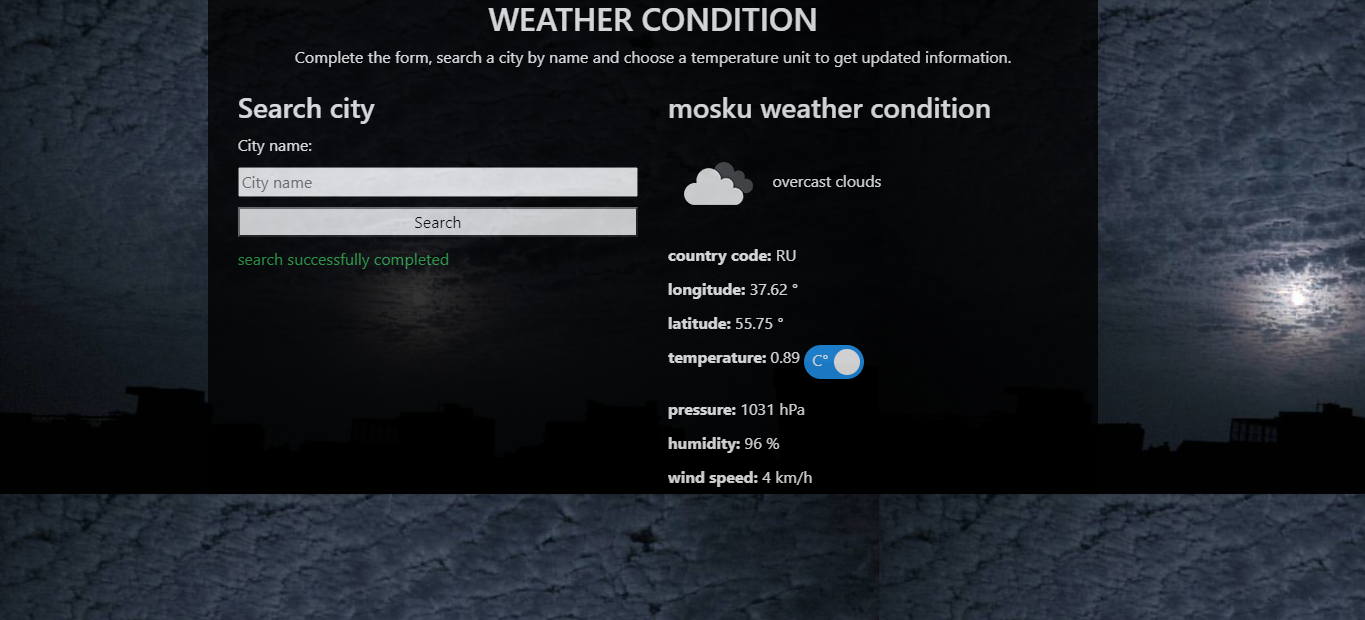 WEATHER CONDITION
Complete the form, search a city by name and choose a temperature unit to get updated information.
Search city
City name:
City name
Search
search successfully completed
mosku weather condition
overcast clouds
country code: RU
longitude: 37.62 °
latitude: 55.75 °
temperature: 0.89 C°
pressure: 1031 hPa
humidity: 96 %
wind speed: 4 km/h